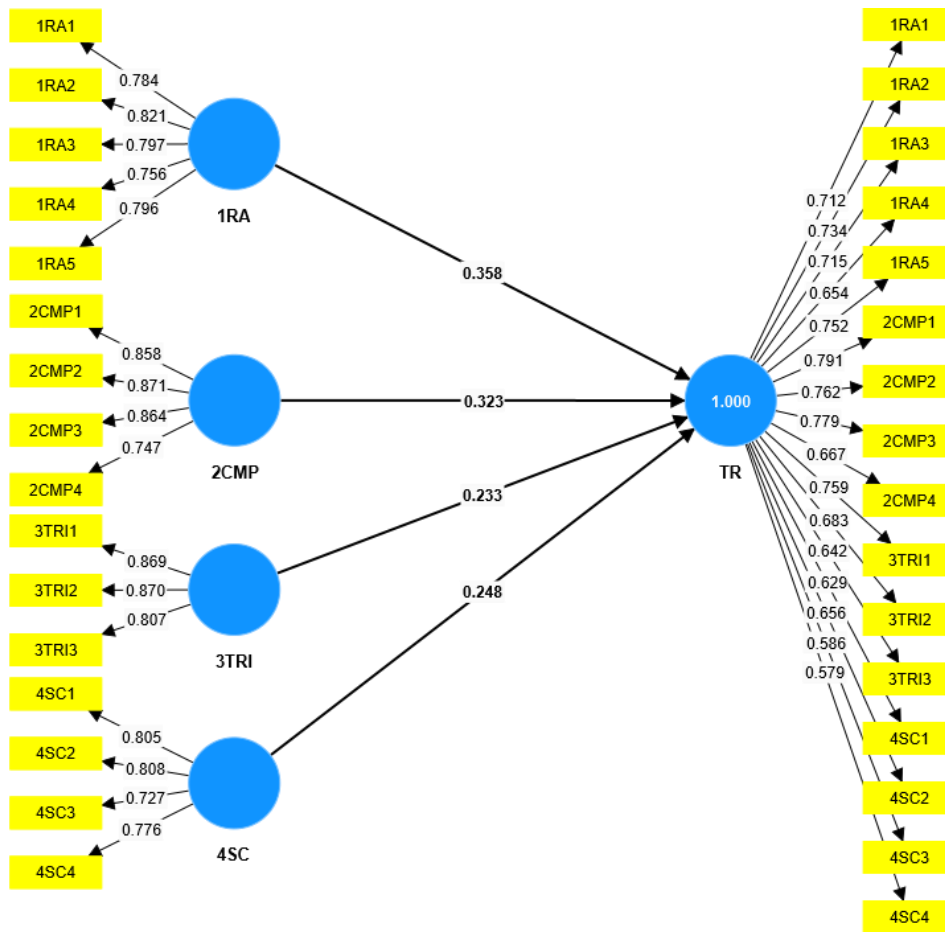 1RA1
1RA2
1RA3
1RA4
1RA5
0.784
0.821
0.797
0.756
0.796
1RA
2CMP1
2CMP2
2CMP3
2CMP4
0.858
0.871
0.864
0.747
2CMP
3TRI1
3TRI2
3TRI3
0.869
0.870
0.807
3TRI
4SC1
4SC2
4SC3
4SC4
0.805
0.808
0.727
0.776
4SC
0.358
0.323
0.233
0.248
1.000
TR
0.712
0.734
0.715
0.654
0.752
0.791
0.762
0.779
0.667
0.759
0.683
0.642
0.629
0.656
0.586
0.579
1RA1
1RA2
1RA3
1RA4
1RA5
2CMP1
2CMP2
2CMP3
2CMP4
3TRI1
3TRI2
3TRI3
4SC1
4SC2
4SC3
4SC4